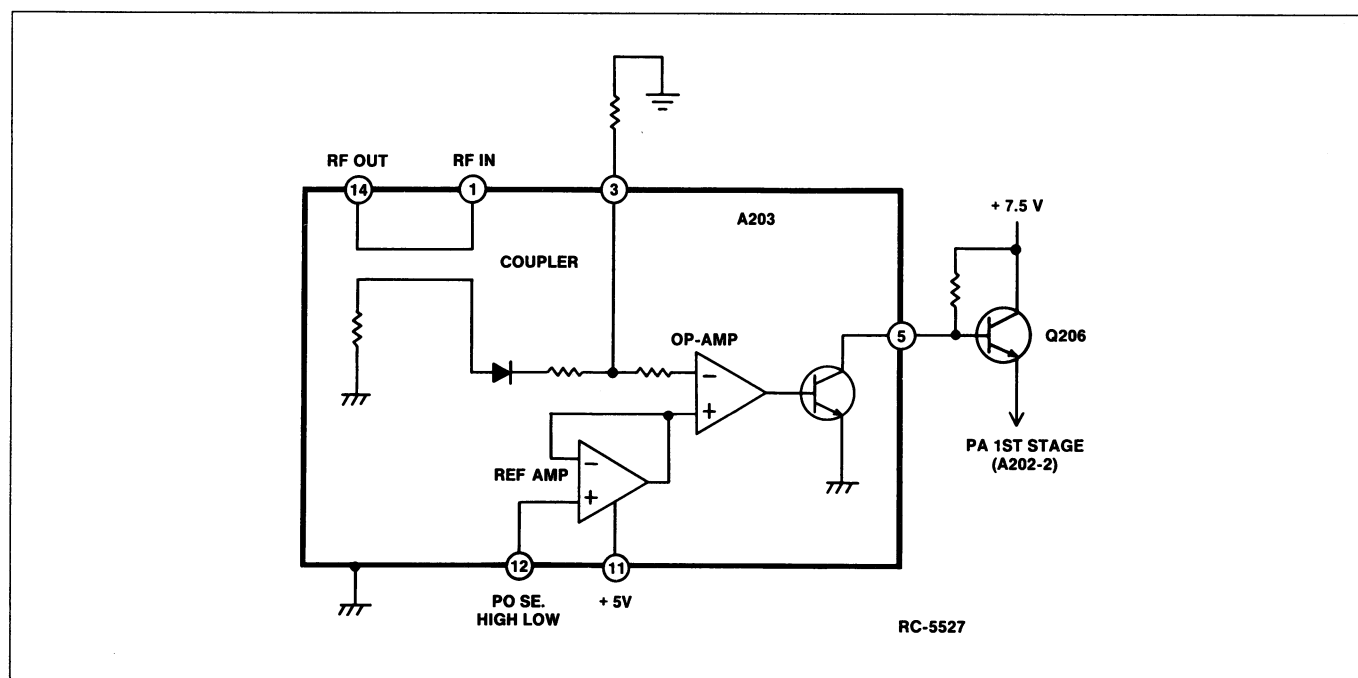 RF OUT
RF IN
14
1
3
A203
+ 7.5 V
COUPLER
5
Q206
OP-AMP
−
+
PA 1ST STAGE
(A202-2)
REF AMP
−
+
12
11
PO SE.
HIGH LOW
+ 5V
RC-5527